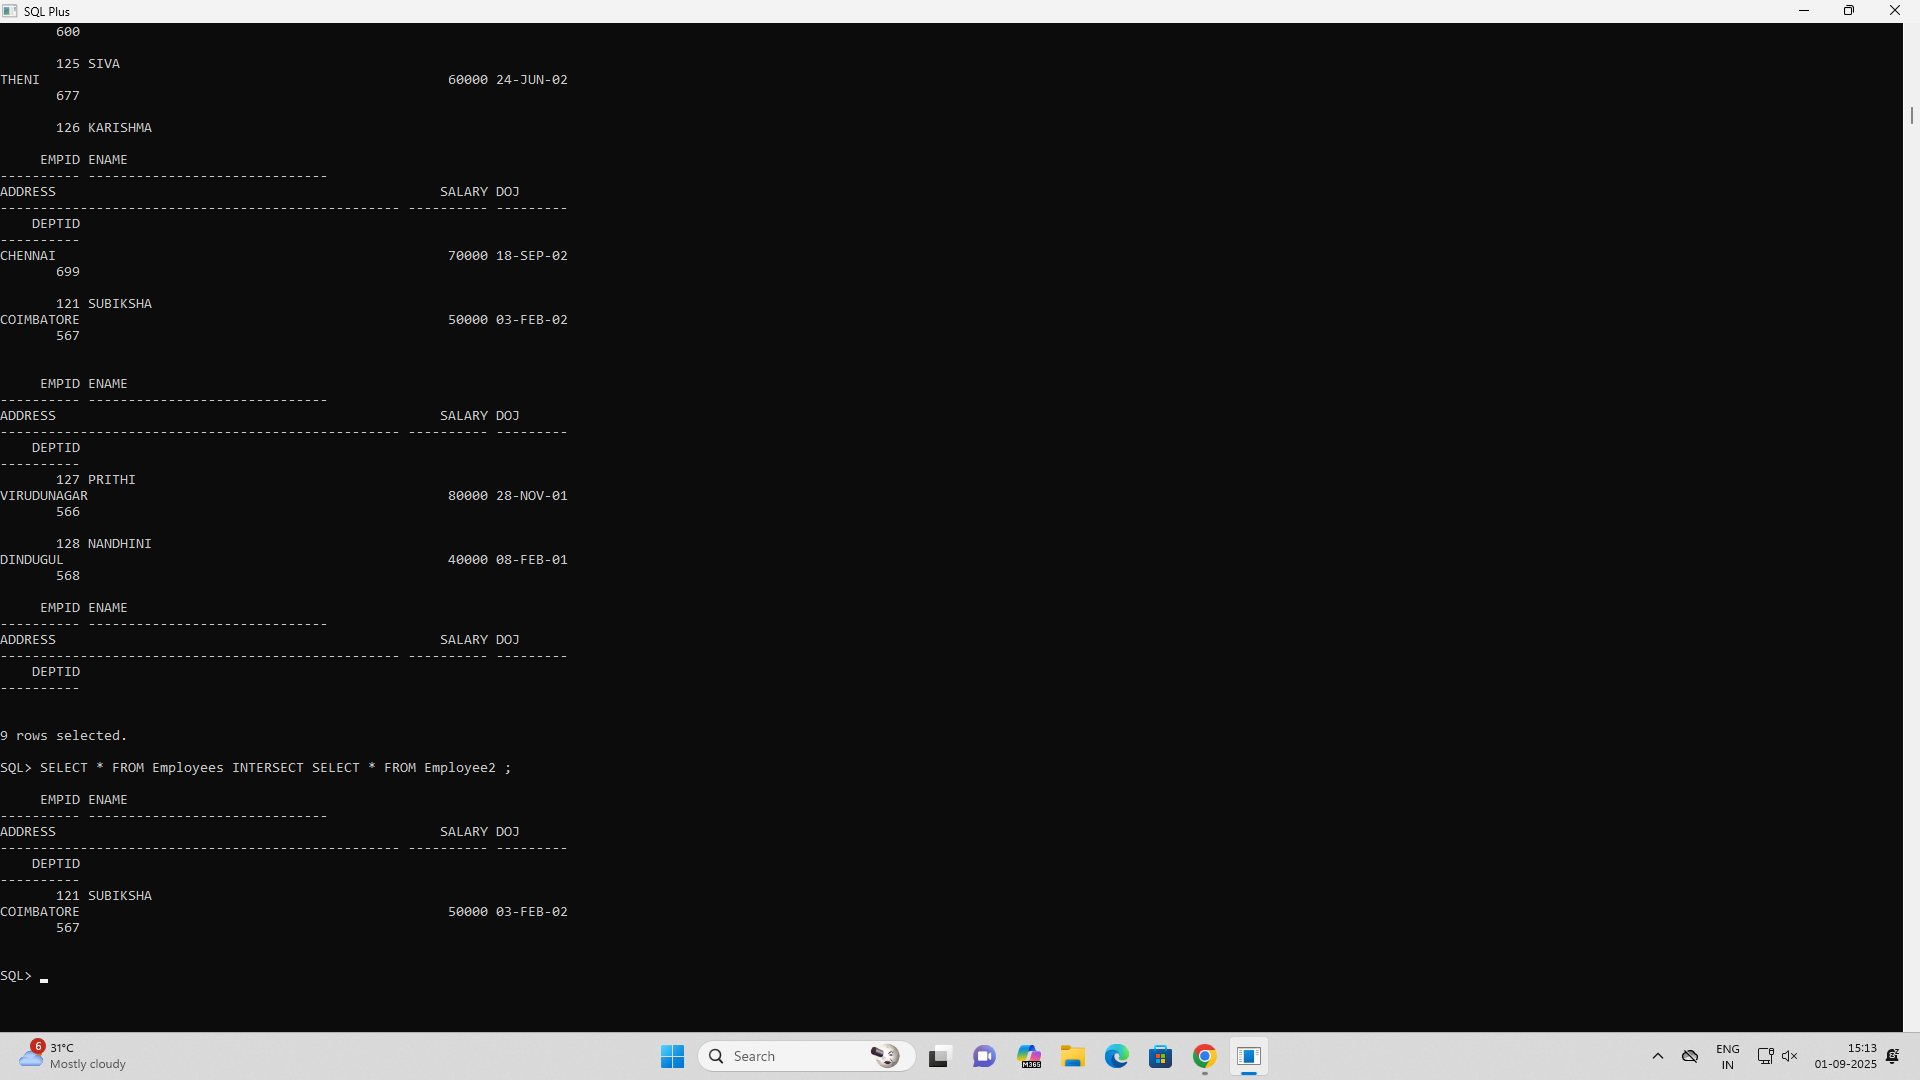 SQL Plus
       600

       125 SIVA
THENI                                                   60000 24-JUN-02
       677

       126 KARISHMA

     EMPID ENAME
---------- ------------------------------
ADDRESS                                                SALARY DOJ
-------------------------------------------------- ---------- ---------
    DEPTID
----------
CHENNAI                                                 70000 18-SEP-02
       699

       121 SUBIKSHA
COIMBATORE                                              50000 03-FEB-02
       567


     EMPID ENAME
---------- ------------------------------
ADDRESS                                                SALARY DOJ
-------------------------------------------------- ---------- ---------
    DEPTID
----------
       127 PRITHI
VIRUDUNAGAR                                             80000 28-NOV-01
       566

       128 NANDHINI
DINDUGUL                                                40000 08-FEB-01
       568

     EMPID ENAME
---------- ------------------------------
ADDRESS                                                SALARY DOJ
-------------------------------------------------- ---------- ---------
    DEPTID
----------


9 rows selected.

SQL> SELECT * FROM Employees INTERSECT SELECT * FROM Employee2 ;

     EMPID ENAME
---------- ------------------------------
ADDRESS                                                SALARY DOJ
-------------------------------------------------- ---------- ---------
    DEPTID
----------
       121 SUBIKSHA
COIMBATORE                                              50000 03-FEB-02
       567


SQL>
6
31°C
Mostly cloudy
Search
M365
ENG
IN
15:13
01-09-2025